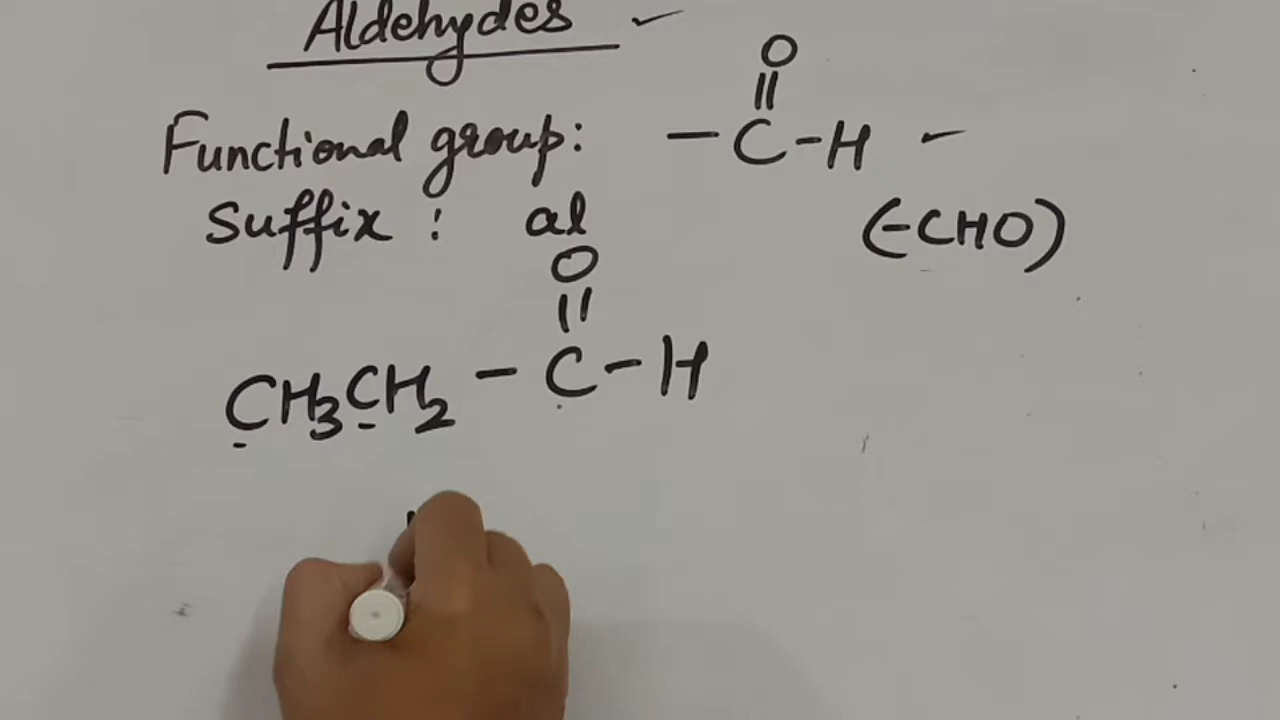 Aldehydes
Functional group: O
‖
-C-H
Suffix : al (-CHO)
O
‖
CH₃CH₂-C-H